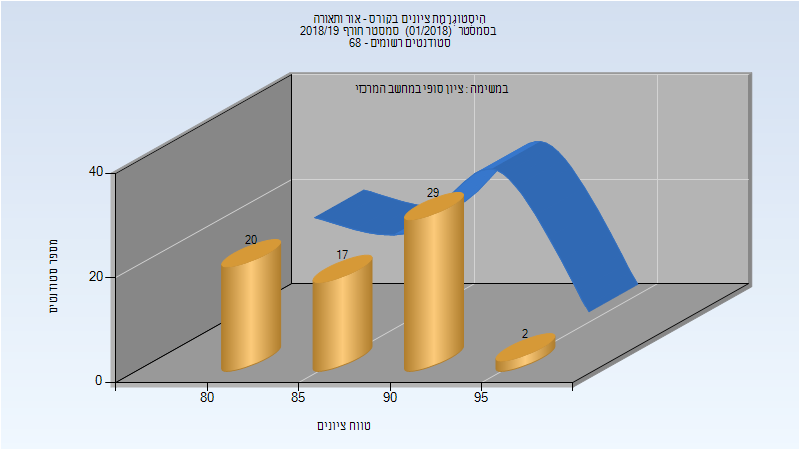 היסטוגרמת ציונים בקורס - אור ותאורה
בסמסטר (01/2018) סמסטר חורף 2018/19
סטודנטים רשומים - 68
במשימה : ציון סופי במחשב המרכזי
מספר סטודנטים
40
20
0
20
17
29
2
80
85
90
95
טווח ציונים